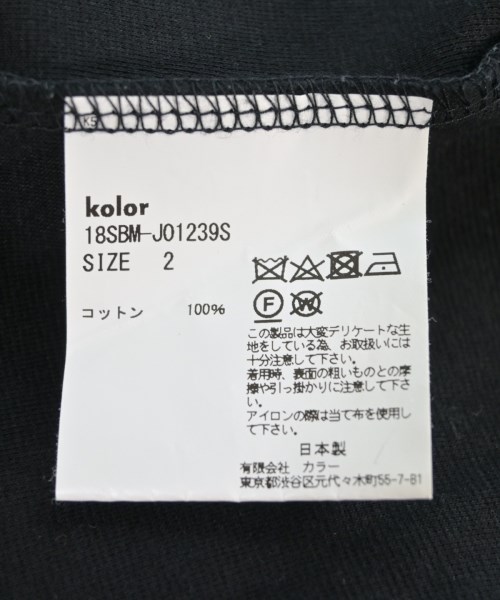 kolor
18SBM-J01239S
SIZE 2
コットン 100%
F W
この製品は大変デリケートな生
地をしている為、お取扱いには
十分注意して下さい。
着用時、表面の粗いものとの摩
擦や引っ掛かりに注意して下さ
い。
アイロンの際は当て布を使用し
て下さい。
日本製
有限会社 カラー
東京都渋谷区元代々木町55-7-B1